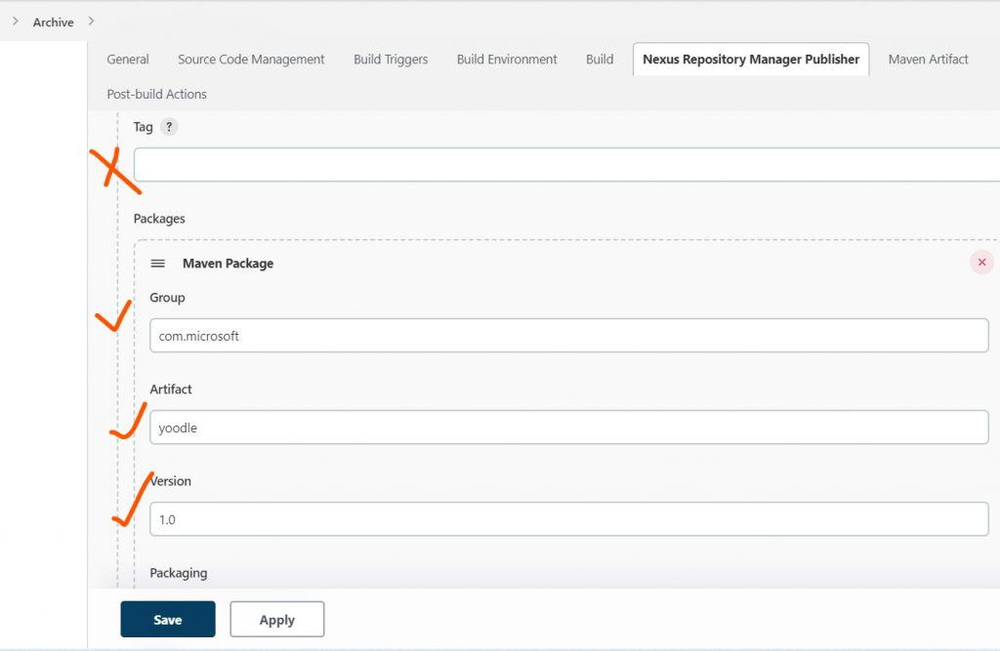 Archive
General Source Code Management Build Triggers Build Environment Build Nexus Repository Manager Publisher Maven Artifact
Post-build Actions
Tag ?
Packages
Maven Package
Group
com.microsoft
Artifact
yoodle
Version
1.0
Packaging
Save Apply